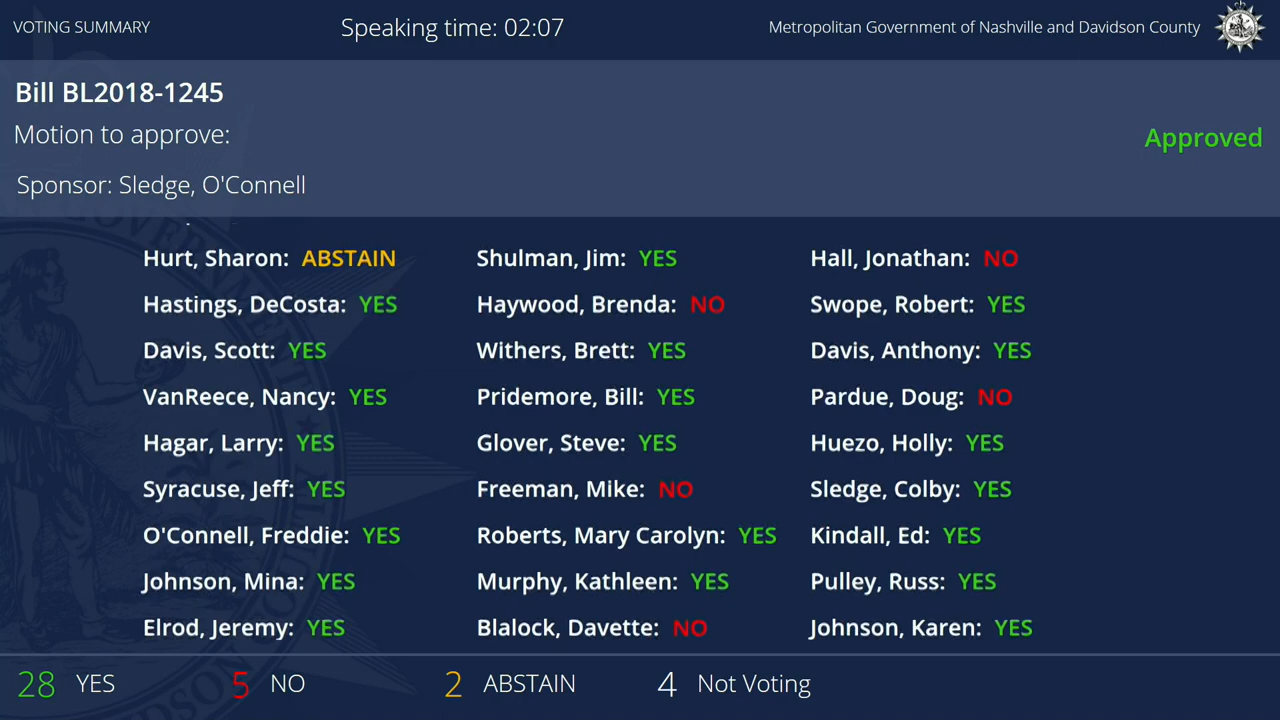 VOTING SUMMARY Speaking time: 02:07 Metropolitan Government of Nashville and Davidson County
Bill BL2018-1245
Motion to approve:
Approved
Sponsor: Sledge, O'Connell
Hurt, Sharon: ABSTAIN Shulman, Jim: YES Hall, Jonathan: NO
Hastings, DeCosta: YES Haywood, Brenda: NO Swope, Robert: YES
Davis, Scott: YES Withers, Brett: YES Davis, Anthony: YES
VanReece, Nancy: YES Pridemore, Bill: YES Pardue, Doug: NO
Hagar, Larry: YES Glover, Steve: YES Huezo, Holly: YES
Syracuse, Jeff: YES Freeman, Mike: NO Sledge, Colby: YES
O'Connell, Freddie: YES Roberts, Mary Carolyn: YES Kindall, Ed: YES
Johnson, Mina: YES Murphy, Kathleen: YES Pulley, Russ: YES
Elrod, Jeremy: YES Blalock, Davette: NO Johnson, Karen: YES
28 YES 5 NO 2 ABSTAIN 4 Not Voting